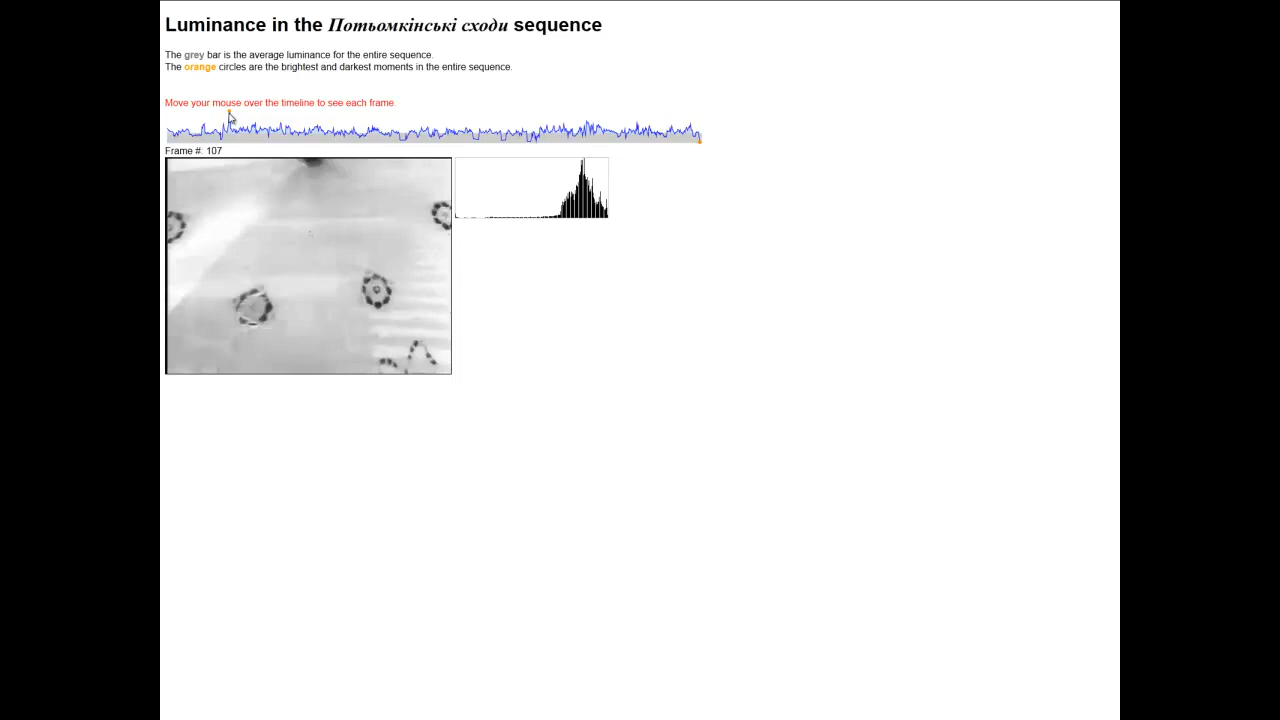 Luminance in the Потьомкінські сходи sequence
The grey bar is the average luminance for the entire sequence.
The orange circles are the brightest and darkest moments in the entire sequence.
Move your mouse over the timeline to see each frame.
Frame #: 107